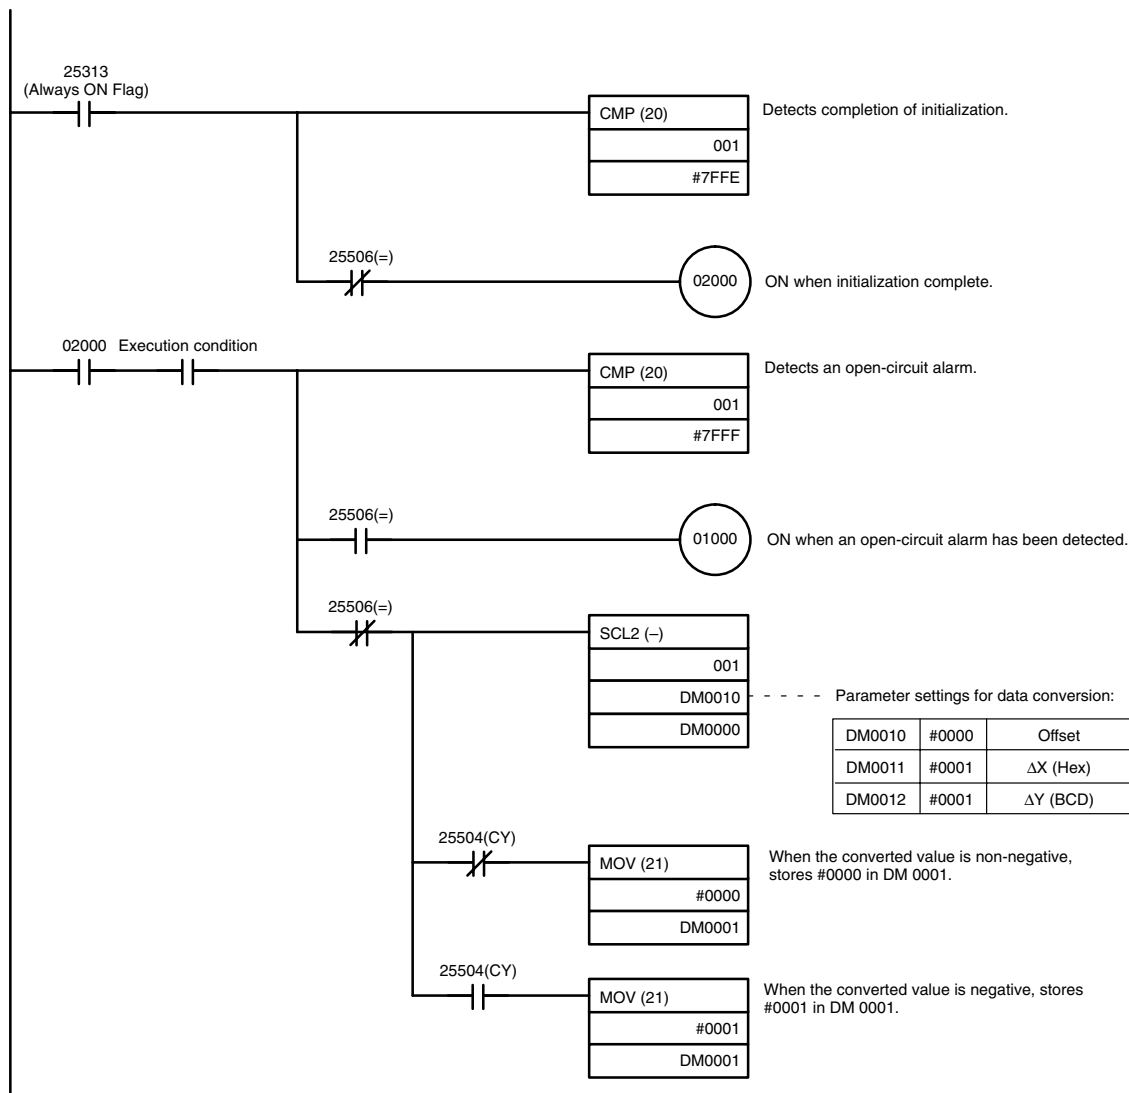 25313
(Always ON Flag)
CMP (20)
001
#7FFE
Detects completion of initialization.
25506(=)
02000
ON when initialization complete.
02000 Execution condition
CMP (20)
001
#7FFF
Detects an open-circuit alarm.
25506(=)
01000
ON when an open-circuit alarm has been detected.
25506(=)
SCL2 (–)
001
DM0010
DM0000
Parameter settings for data conversion:
DM0010 #0000 Offset
DM0011 #0001 ΔX (Hex)
DM0012 #0001 ΔY (BCD)
25504(CY)
MOV (21)
#0000
DM0001
When the converted value is non-negative,
stores #0000 in DM 0001.
25504(CY)
MOV (21)
#0001
DM0001
When the converted value is negative, stores
#0001 in DM 0001.